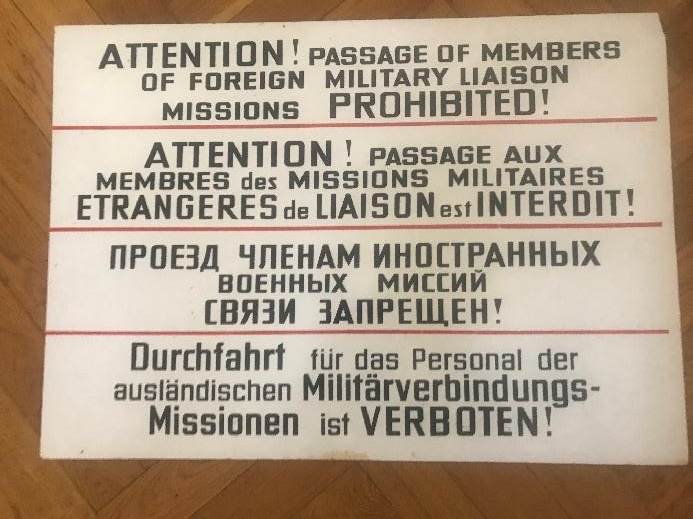 ATTENTION! PASSAGE OF MEMBERS
OF FOREIGN MILITARY LIAISON
MISSIONS PROHIBITED!
ATTENTION! PASSAGE AUX
MEMBRES des MISSIONS MILITAIRES
ETRANGERES de LIAISON est INTERDIT!
ПРОЕЗД ЧЛЕНАМ ИНОСТРАННЫХ
ВОЕННЫХ МИССИЙ
СВЯЗИ ЗАПРЕЩЕН!
Durchfahrt für das Personal der
ausländischen Militärverbindungs-
Missionen ist VERBOTEN!